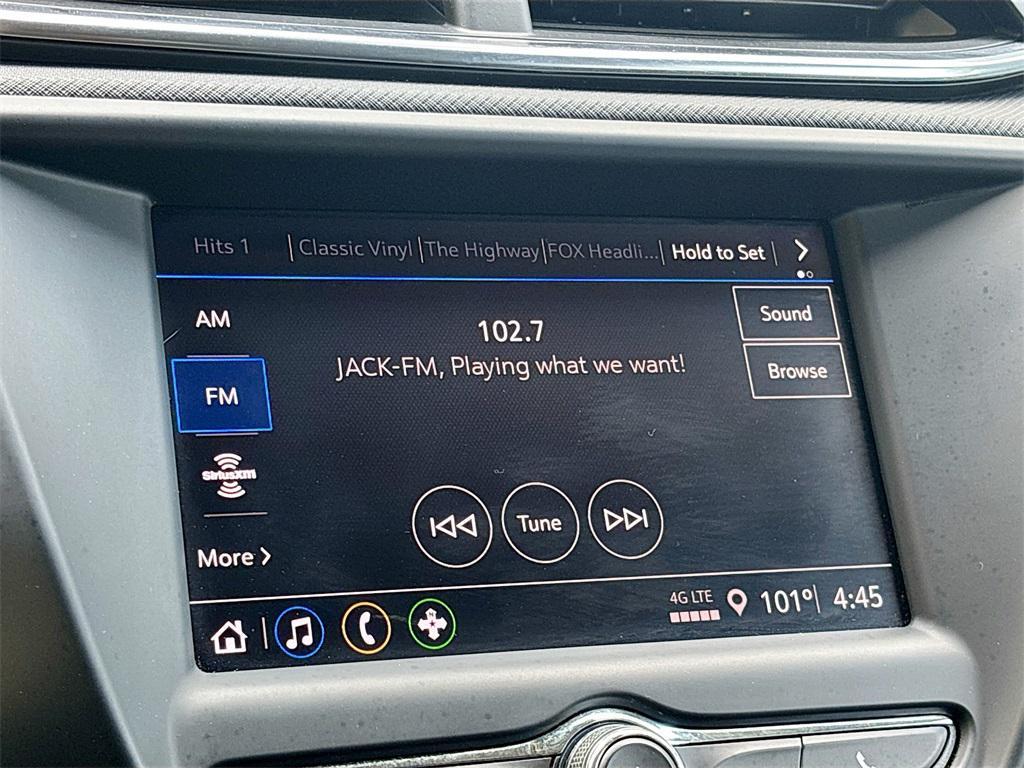 Hits 1 | Classic Vinyl | The Highway | FOX Headli... | Hold to Set |
AM
102.7
Sound
JACK-FM, Playing what we want!
Browse
FM
SiriusXM
Tune
More
4G LTE
101° 4:45
N